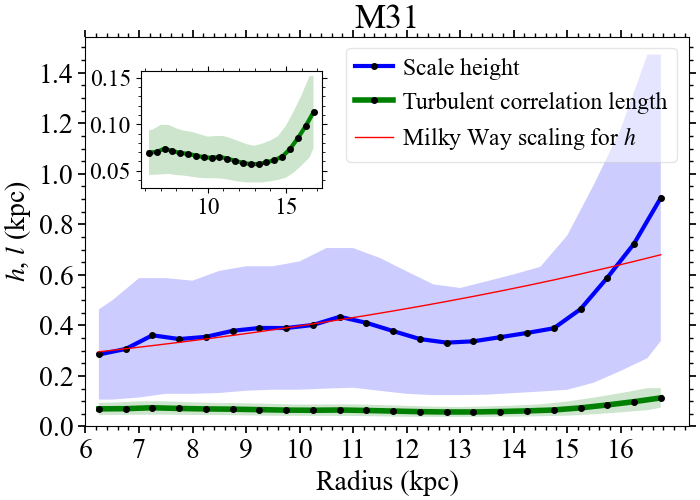 M31
h, l (kpc)
1.4
1.2
1.0
0.8
0.6
0.4
0.2
0.0
0.15
0.10
0.05
10 15
Scale height
Turbulent correlation length
Milky Way scaling for h
6 7 8 9 10 11 12 13 14 15 16
Radius (kpc)